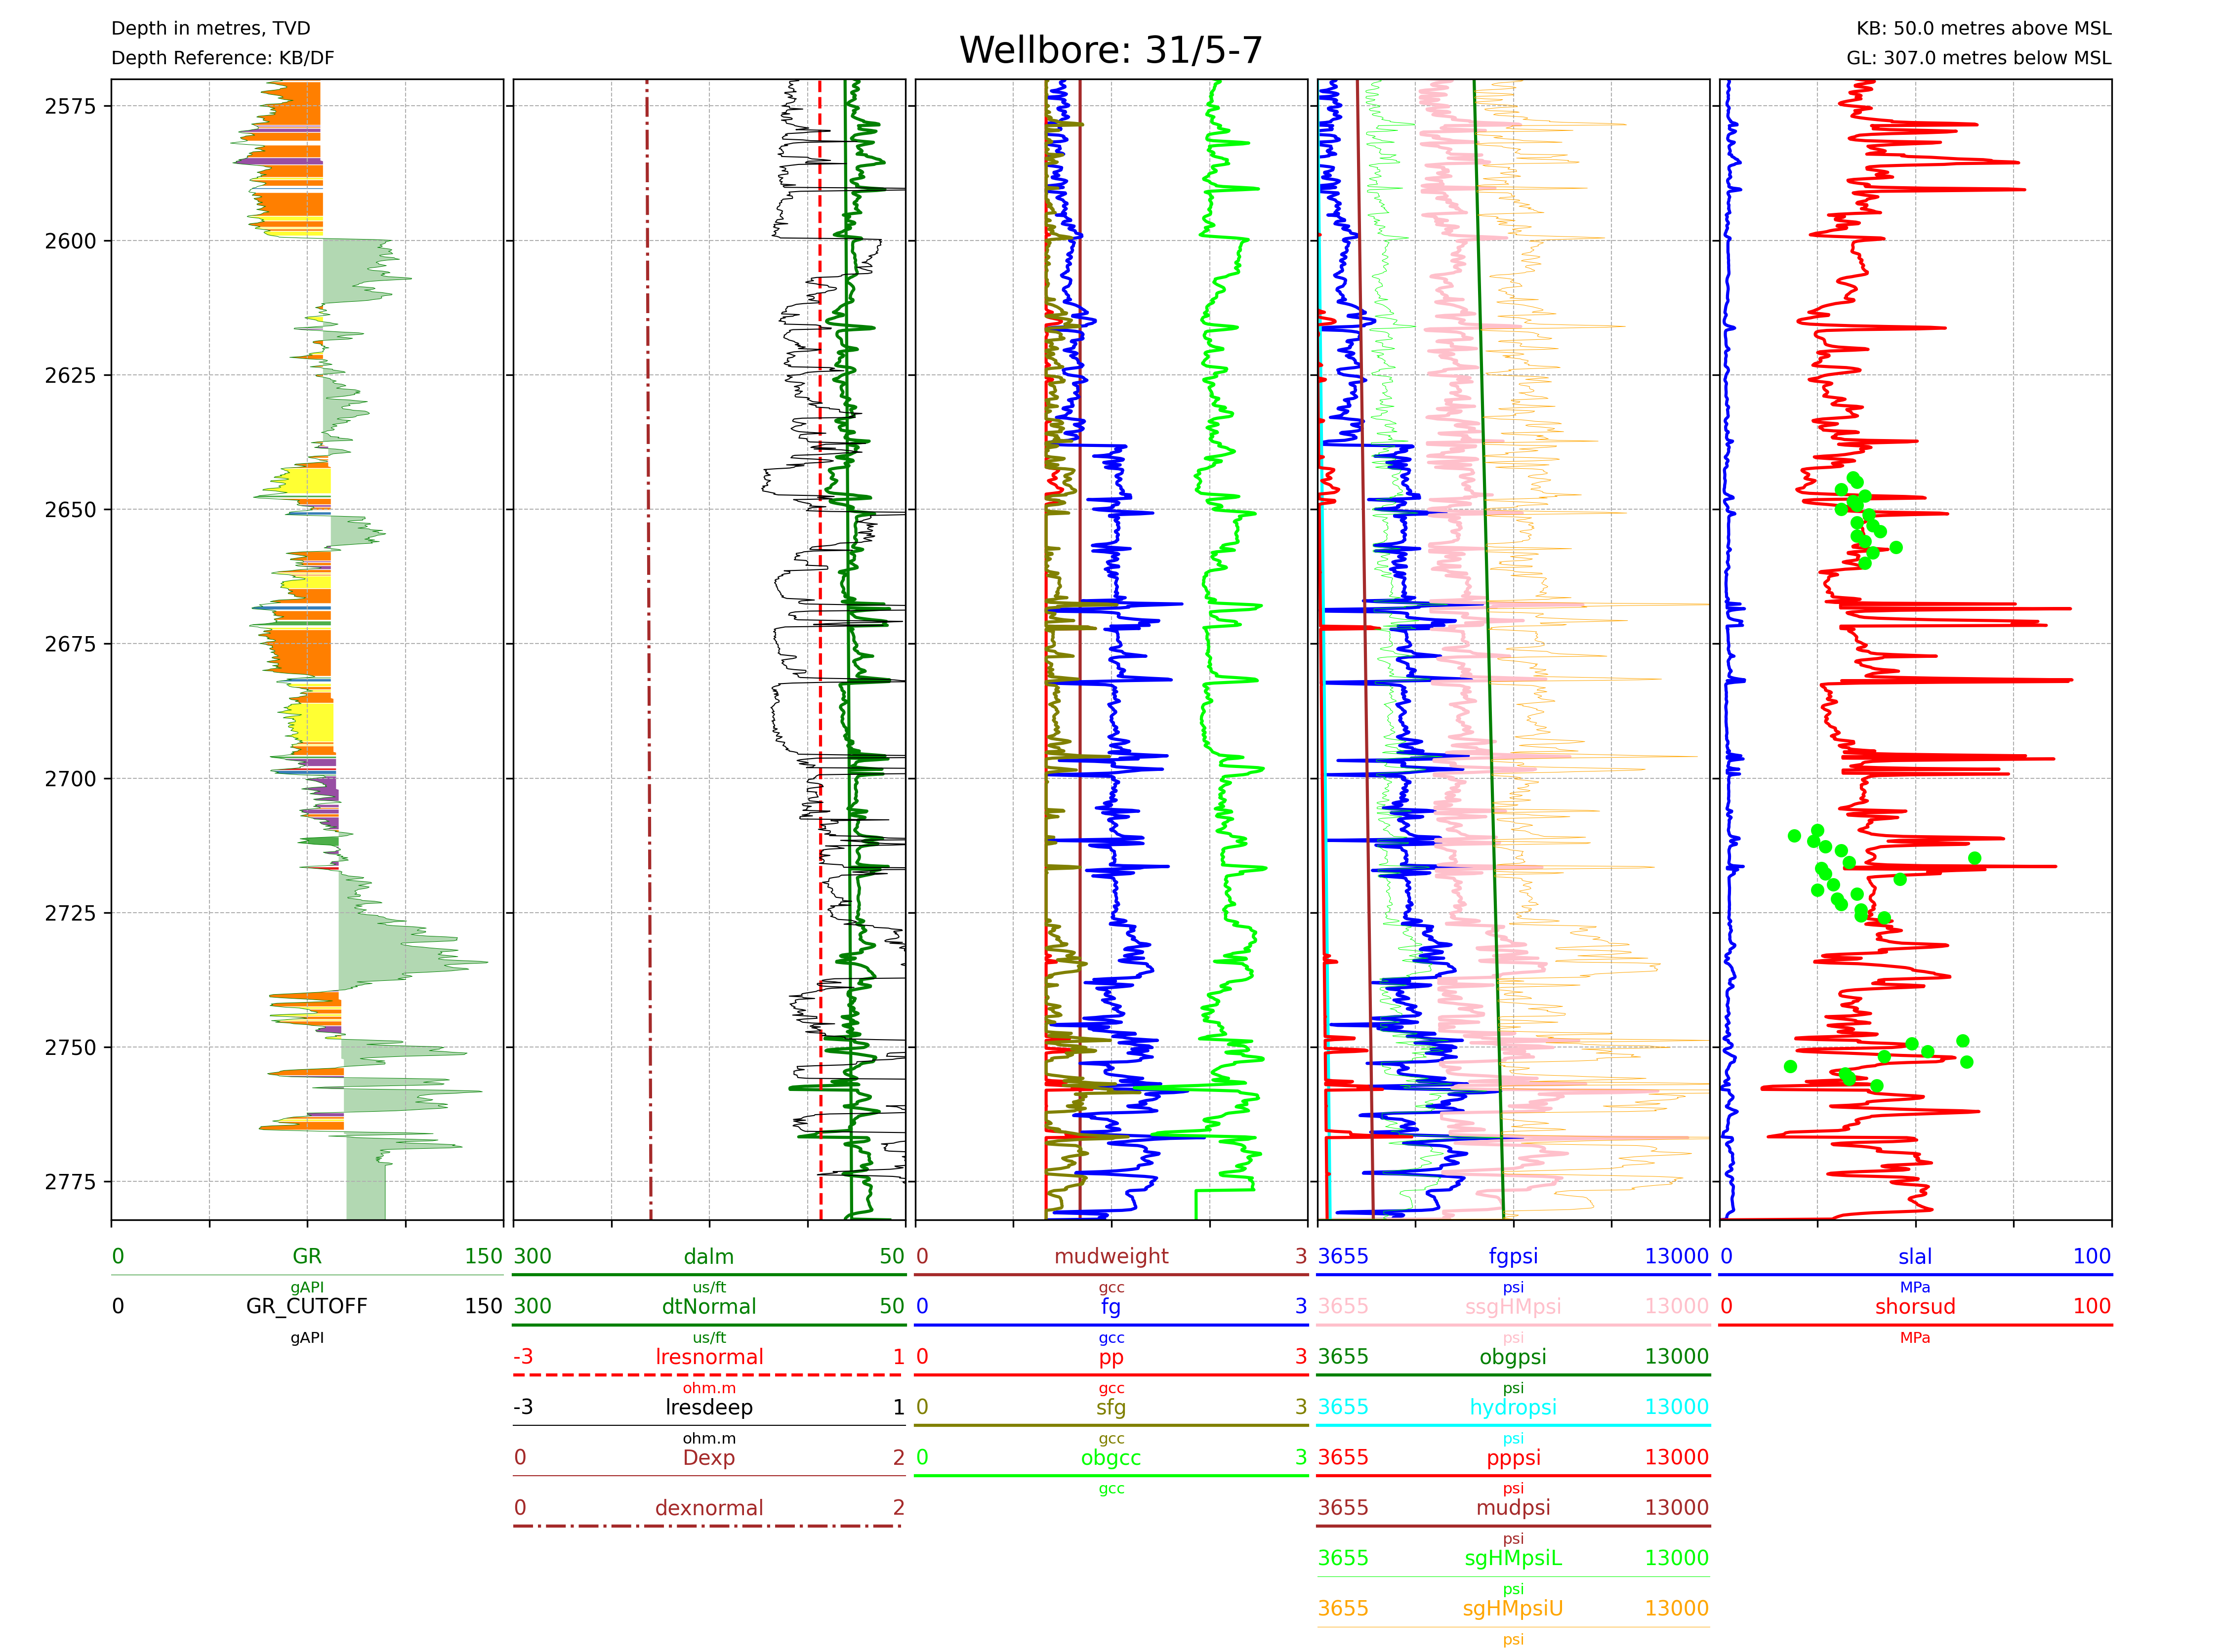 Depth in metres, TVD
Depth Reference: KB/DF
Wellbore: 31/5-7
KB: 50.0 metres above MSL
GL: 307.0 metres below MSL
2575
2600
2625
2650
2675
2700
2725
2750
2775
0 GR 150
gAPI
0 GR_CUTOFF 150
gAPI
300 dalm 50
us/ft
300 dtNormal 50
us/ft
-3 lresnormal 1
ohm.m
-3 lresdeep 1
ohm.m
0 Dexp 2
0 dexnormal 2
0 mudweight 3
gcc
0 fg 3
gcc
0 pp 3
gcc
0 sfg 3
gcc
0 obgcc 3
gcc
3655 fgpsi 13000
psi
3655 ssgHMpsi 13000
psi
3655 obgpsi 13000
psi
3655 hydropsi 13000
psi
3655 pppsi 13000
psi
3655 mudpsi 13000
psi
3655 sgHMpsiL 13000
psi
3655 sgHMpsiU 13000
psi
0 slal 100
MPa
0 shorsud 100
MPa